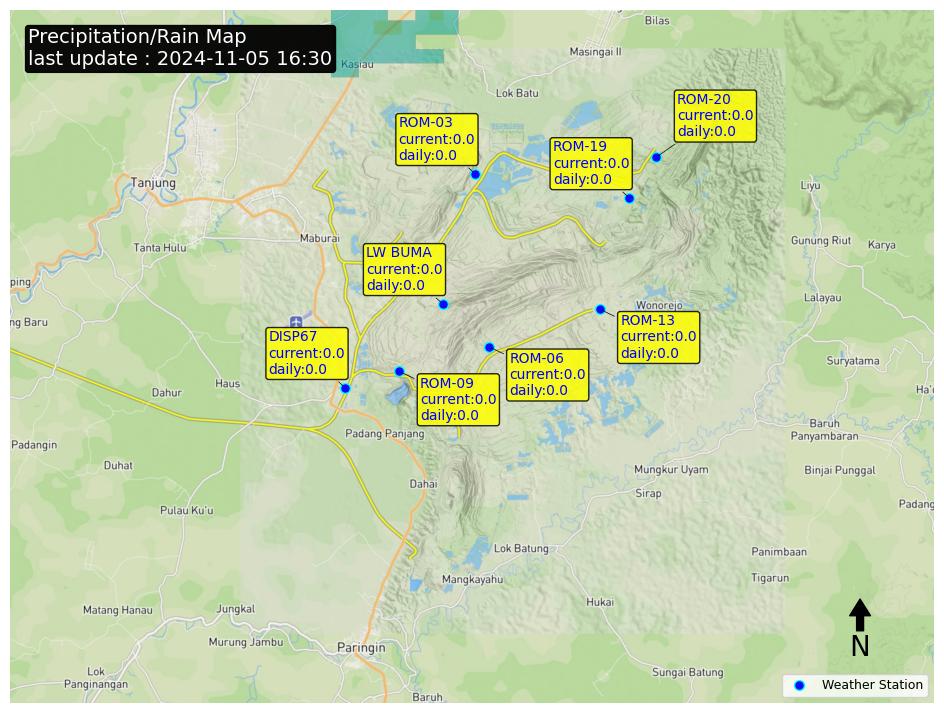 Precipitation/Rain Map
last update : 2024-11-05 16:30
Bilas
Masingai II
Kasiau
Lok Batu
ROM-20
current:0.0
daily:0.0
ROM-03
current:0.0
daily:0.0
ROM-19
current:0.0
daily:0.0
Tanjung
Liyu
Maburai
Tanta Hulu
Gunung Riut
Karya
LW BUMA
current:0.0
daily:0.0
ping
Lalayau
Wonorejo
ng Baru
ROM-13
current:0.0
daily:0.0
DISP67
current:0.0
daily:0.0
ROM-06
current:0.0
daily:0.0
Suryatama
Haus
ROM-09
current:0.0
daily:0.0
Dahur
Ha'
Baruh
Panyambaran
Padang Panjang
Padangin
Duhat
Mungkur Uyam
Binjai Punggal
Dahai
Sirap
Padang
Pulau Ku'u
Lok Batung
Panimbaan
Mangkayahu
Tigarun
Hukai
Matang Hanau
Jungkal
Murung Jambu
Paringin
N
Lok
Panginangan
Sungai Batung
Baruh
Weather Station